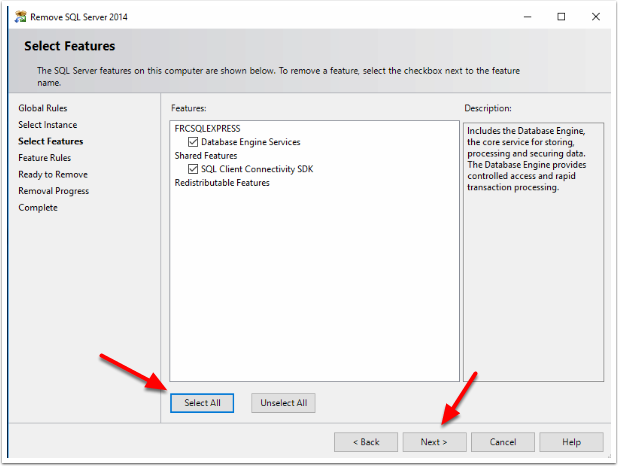 Remove SQL Server 2014
Select Features
The SQL Server features on this computer are shown below. To remove a feature, select the checkbox next to the feature
name.
Global Rules
Select Instance
Select Features
Feature Rules
Ready to Remove
Removal Progress
Complete
Features:
FRCSQLEXPRESS
Database Engine Services
Shared Features
SQL Client Connectivity SDK
Redistributable Features
Select All
Unselect All
Description:
Includes the Database Engine,
the core service for storing,
processing and securing data.
The Database Engine provides
controlled access and rapid
transaction processing.
< Back
Next >
Cancel
Help